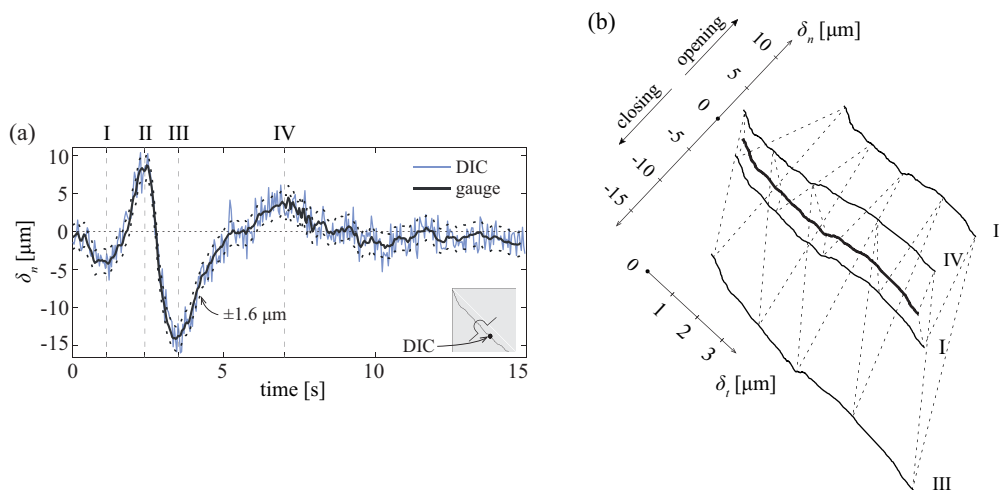 (a)
I II III IV
10
5
0
-5
-10
-15
δn [μm]
DIC
gauge
±1.6 μm
DIC
0 5 10 15
time [s]
(b)
opening
closing
δn [μm]
10
5
0
-5
-10
-15
0
1
2
3
δt [μm]
I
IV
I
III